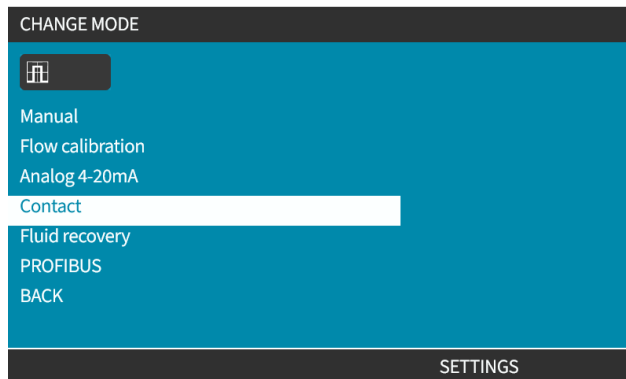 CHANGE MODE
Manual
Flow calibration
Analog 4-20mA
Contact
Fluid recovery
PROFIBUS
BACK
SETTINGS